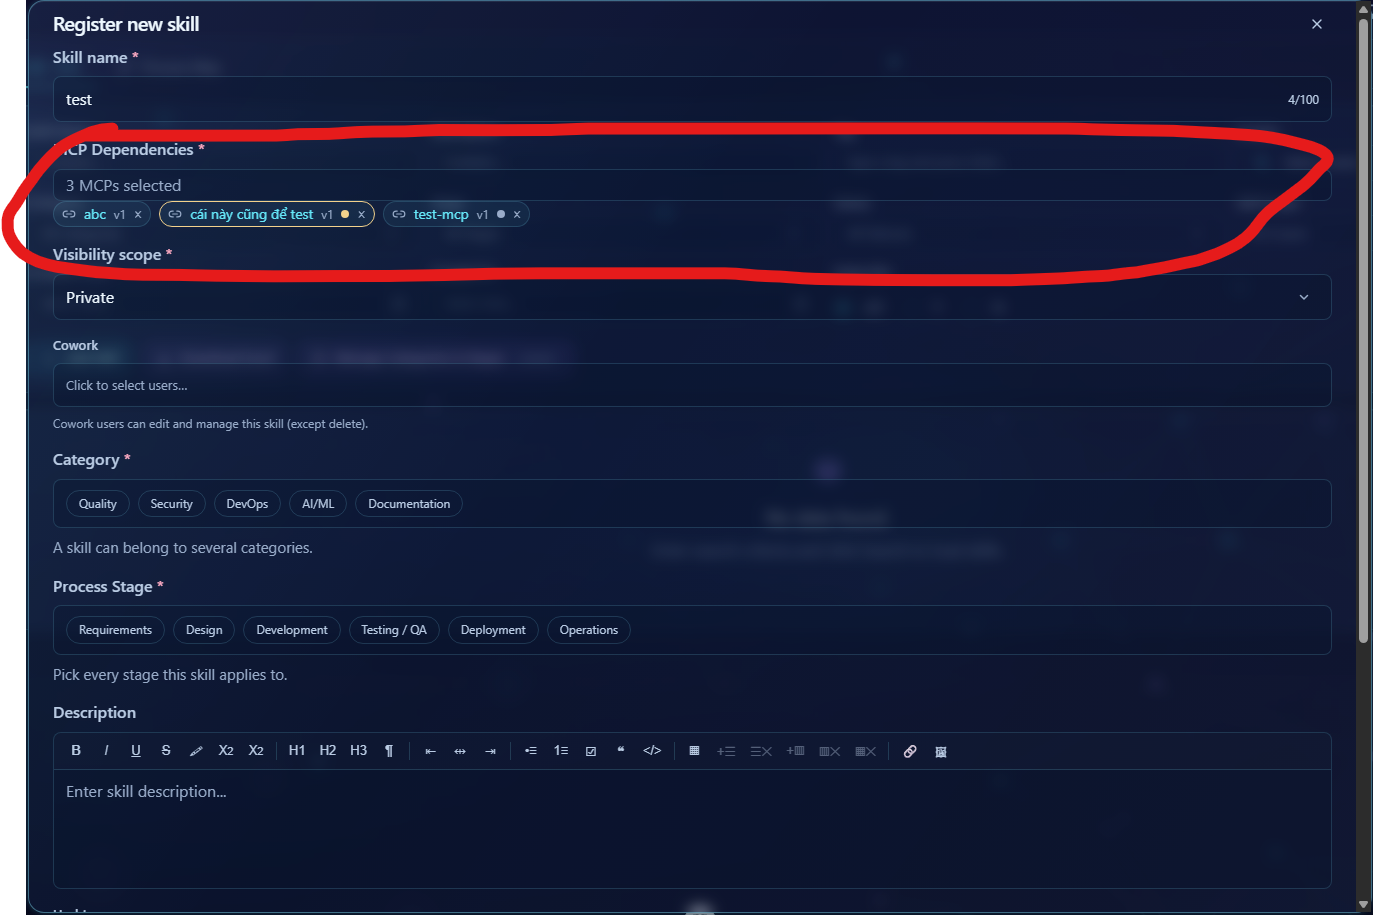 Register new skill
Skill name *
test
4/100
MCP Dependencies *
3 MCPs selected
abc v1 × cái này cũng để test v1 × test-mcp v1 ×
Visibility scope *
Private
Cowork
Click to select users...
Cowork users can edit and manage this skill (except delete).
Category *
Quality Security DevOps AI/ML Documentation
A skill can belong to several categories.
Process Stage *
Requirements Design Development Testing / QA Deployment Operations
Pick every stage this skill applies to.
Description
B I U S X2 X2 H1 H2 H3 ¶ </>
Enter skill description...